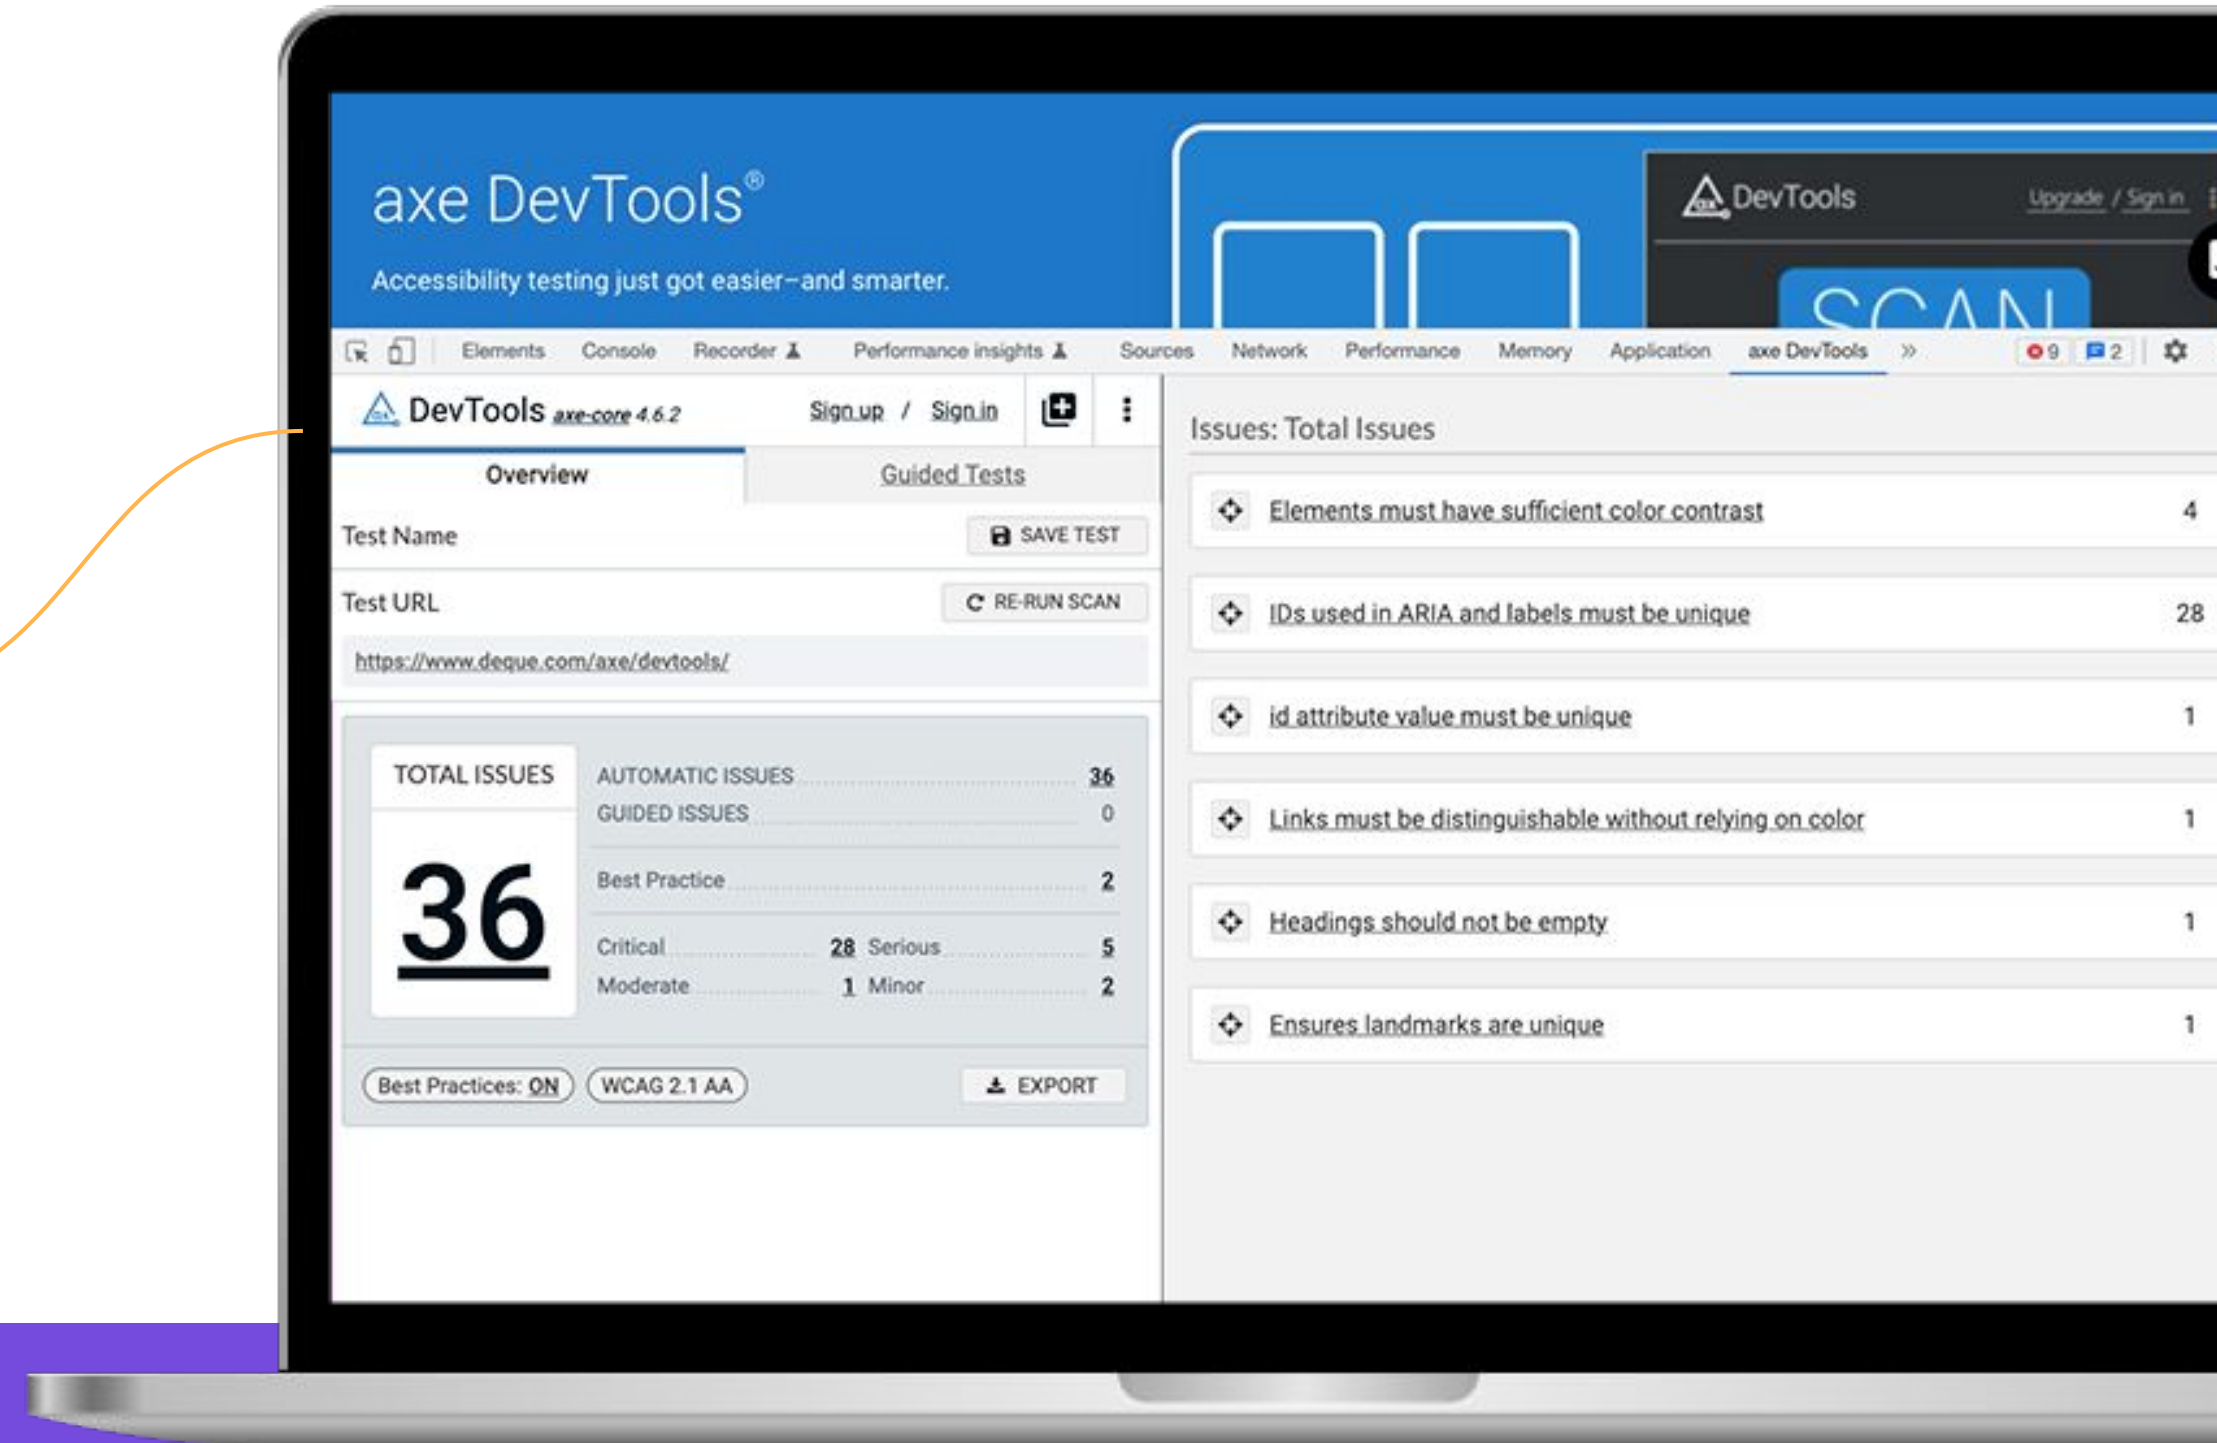 axe DevTools®
Accessibility testing just got easier–and smarter.
axe DevTools
Upgrade / Sign in
SCAN
Elements Console Recorder Performance insights Sources Network Performance Memory Application axe DevTools » 9 2
DevTools axe-core 4.6.2 Sign up / Sign in
Overview Guided Tests
Test Name SAVE TEST
Test URL RE-RUN SCAN
https://www.deque.com/axe/devtools/
TOTAL ISSUES
36
AUTOMATIC ISSUES 36
GUIDED ISSUES 0
Best Practice 2
Critical 28 Serious 5
Moderate 1 Minor 2
Best Practices: ON WCAG 2.1 AA EXPORT
Issues: Total Issues
Elements must have sufficient color contrast 4
IDs used in ARIA and labels must be unique 28
id attribute value must be unique 1
Links must be distinguishable without relying on color 1
Headings should not be empty 1
Ensures landmarks are unique 1